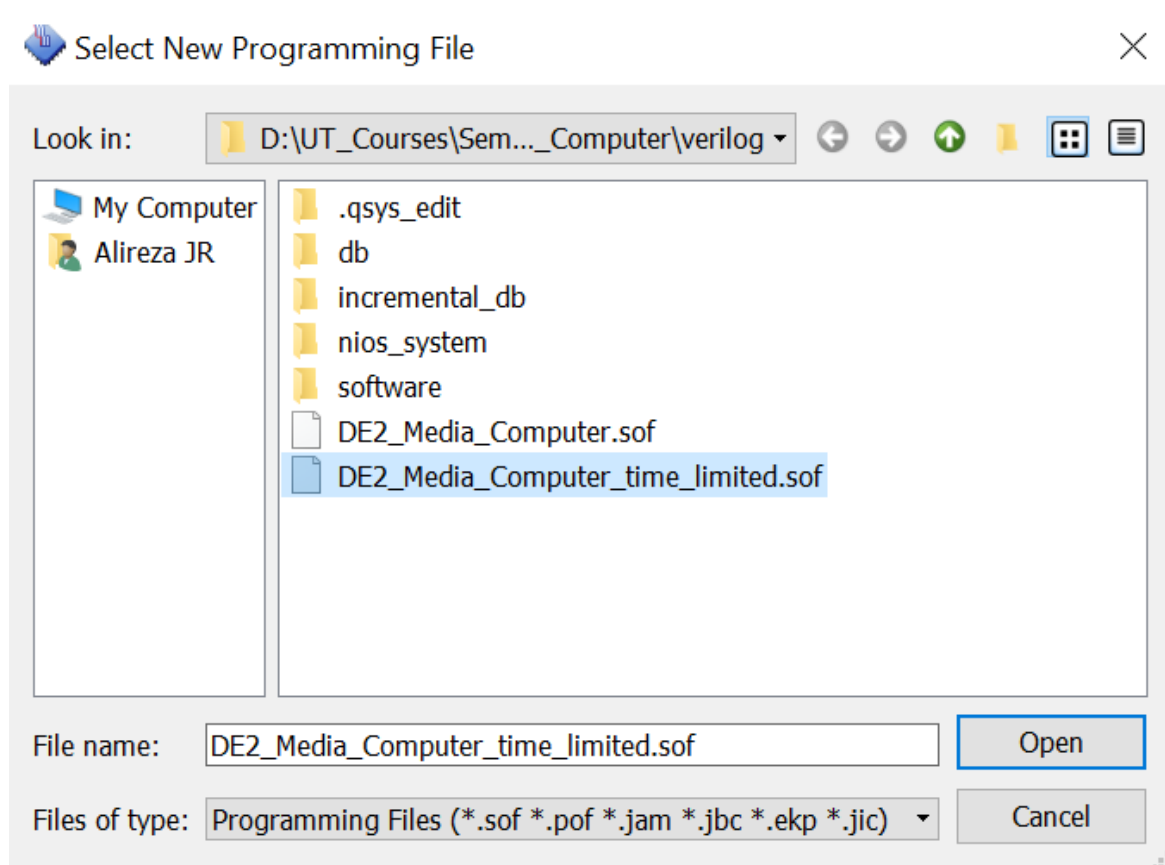 Select New Programming File
Look in: D:\UT_Courses\Sem..._Computer\verilog
My Computer
Alireza JR
.qsys_edit
db
incremental_db
nios_system
software
DE2_Media_Computer.sof
DE2_Media_Computer_time_limited.sof
File name: DE2_Media_Computer_time_limited.sof Open
Files of type: Programming Files (*.sof *.pof *.jam *.jbc *.ekp *.jic) Cancel